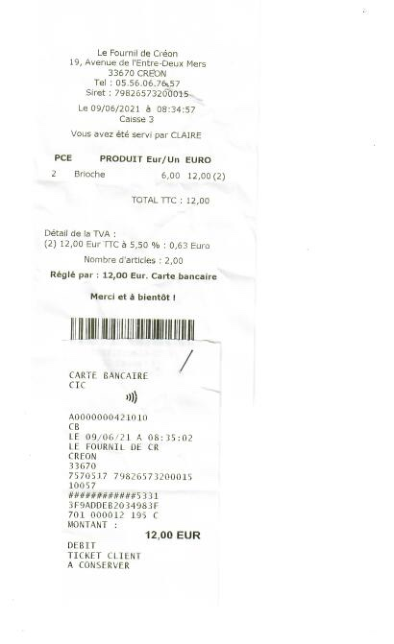 Le Fournil de Créon
19, Avenue de l'Entre-Deux Mers
33670 CREON
Tel : 05.56.06.76.57
Siret : 79826573200015
Le 09/06/2021 à 08:34:57
Caisse 3
Vous avez été servi par CLAIRE
PCE PRODUIT Eur/Un EURO
2 Brioche 6,00 12,00 (2)
TOTAL TTC : 12,00
Détail de la TVA :
(2) 12,00 Eur TTC à 5,50 % : 0,63 Euro
Nombre d'articles : 2,00
Réglé par : 12,00 Eur. Carte bancaire
Merci et à bientôt !
CARTE BANCAIRE
CIC
A0000000421010
CB
LE 09/06/21 A 08:35:02
LE FOURNIL DE CR
CREON
33670
7570537 79826573200015
10057
############5331
3F9ADDEB2034983F
701 000012 195 C
MONTANT :
12,00 EUR
DEBIT
TICKET CLIENT
A CONSERVER